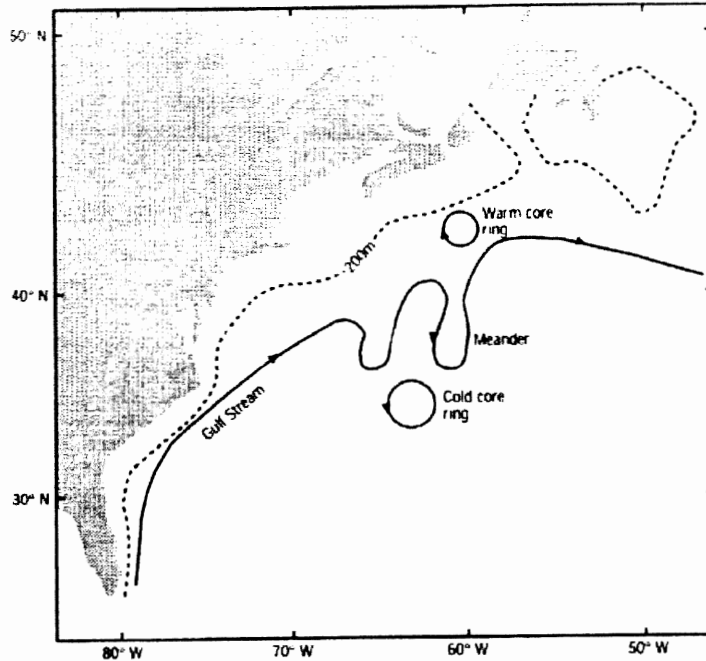 50° N
Warm core
ring
200m
40° N
Meander
Gulf Stream
Cold core
ring
30° N
80° W
70° W
60° W
50° W